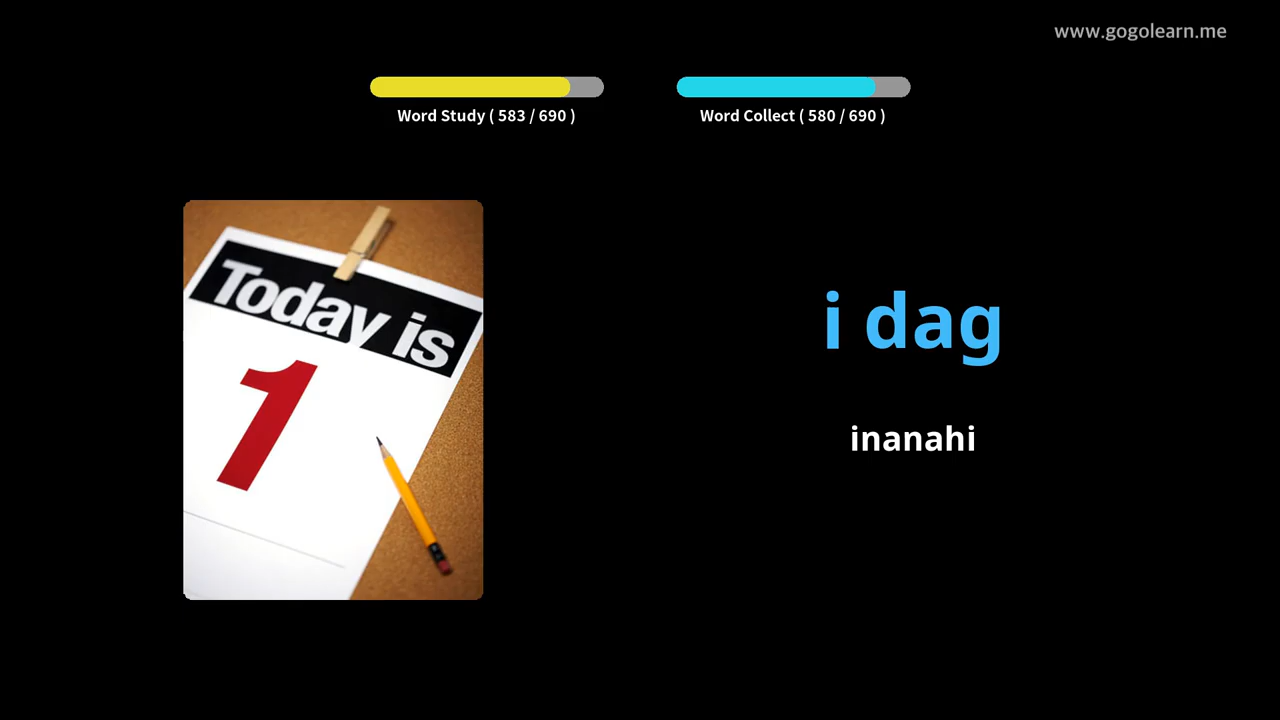 www.gogolearn.me
Word Study ( 583 / 690 )
Word Collect ( 580 / 690 )
Today is
1
i dag
inanahi